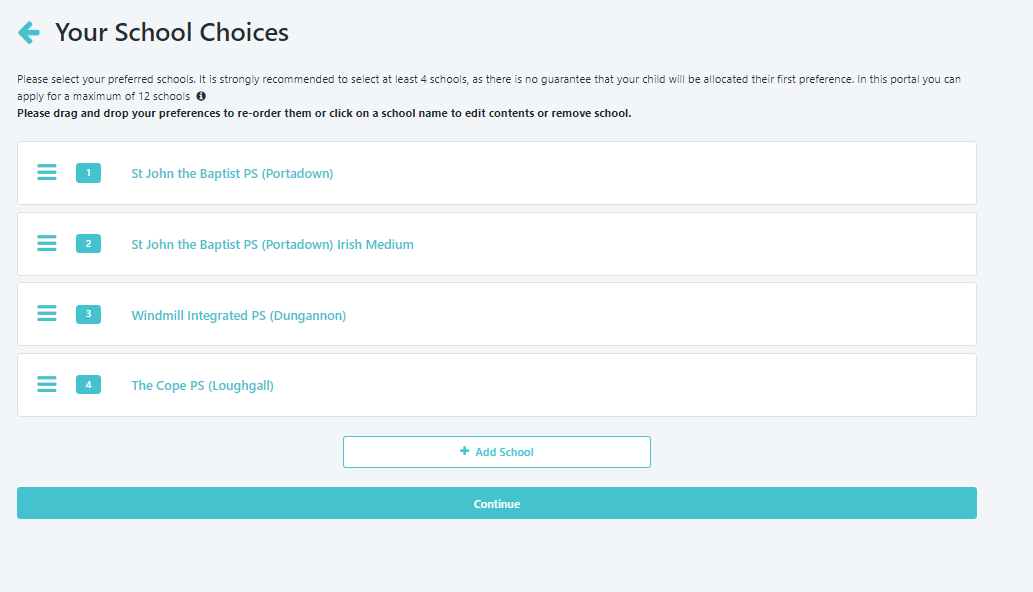 Your School Choices
Please select your preferred schools. It is strongly recommended to select at least 4 schools, as there is no guarantee that your child will be allocated their first preference. In this portal you can
apply for a maximum of 12 schools
Please drag and drop your preferences to re-order them or click on a school name to edit contents or remove school.
1 St John the Baptist PS (Portadown)
2 St John the Baptist PS (Portadown) Irish Medium
3 Windmill Integrated PS (Dungannon)
4 The Cope PS (Loughgall)
+ Add School
Continue